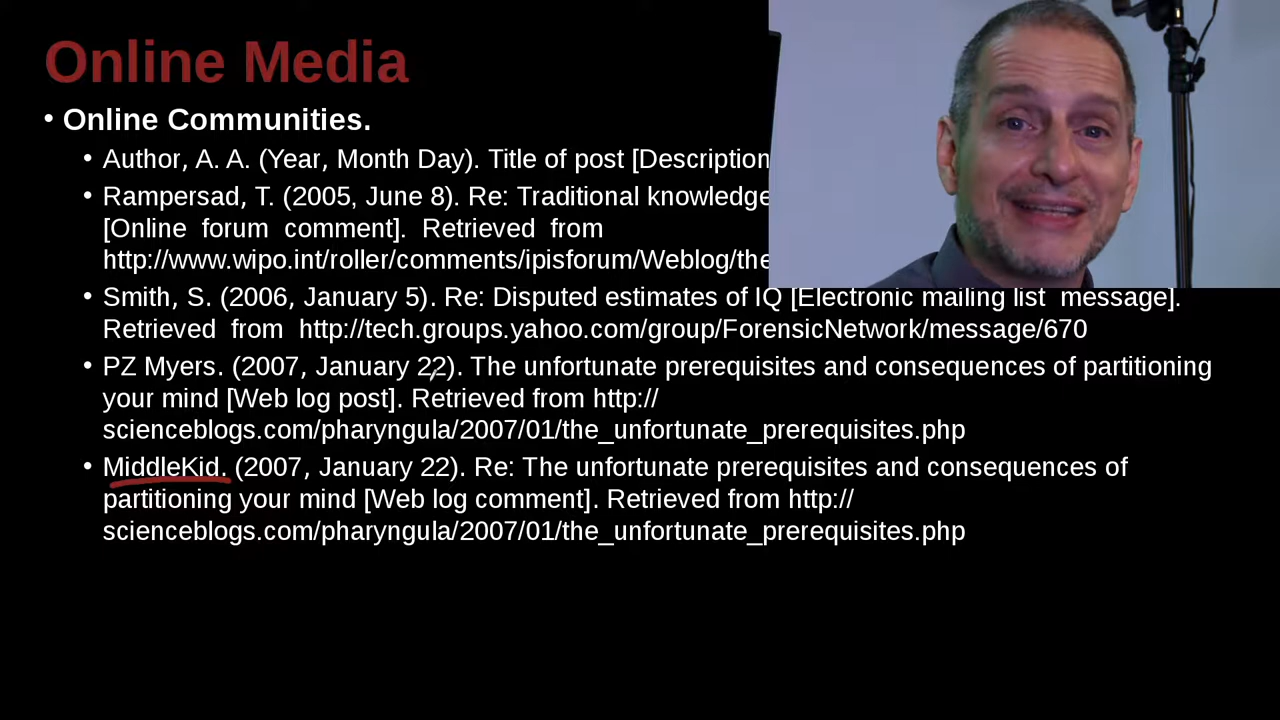 Online Media
• Online Communities.
• Author, A. A. (Year, Month Day). Title of post [Description
• Rampersad, T. (2005, June 8). Re: Traditional knowledge
[Online forum comment]. Retrieved from
http://www.wipo.int/roller/comments/ipisforum/Weblog/the
• Smith, S. (2006, January 5). Re: Disputed estimates of IQ [Electronic mailing list message].
Retrieved from http://tech.groups.yahoo.com/group/ForensicNetwork/message/670
• PZ Myers. (2007, January 22). The unfortunate prerequisites and consequences of partitioning
your mind [Web log post]. Retrieved from http://
scienceblogs.com/pharyngula/2007/01/the_unfortunate_prerequisites.php
• MiddleKid. (2007, January 22). Re: The unfortunate prerequisites and consequences of
partitioning your mind [Web log comment]. Retrieved from http://
scienceblogs.com/pharyngula/2007/01/the_unfortunate_prerequisites.php